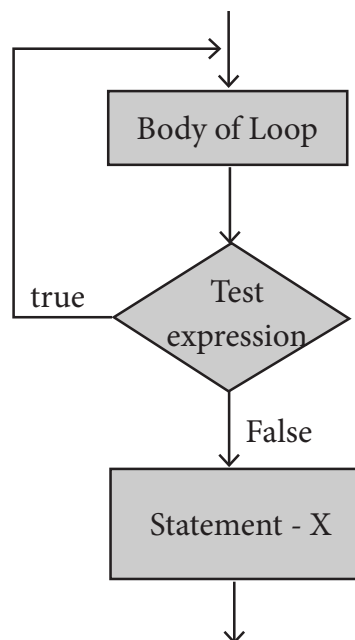 Body of Loop
Test
true
expression
False
Statement - X